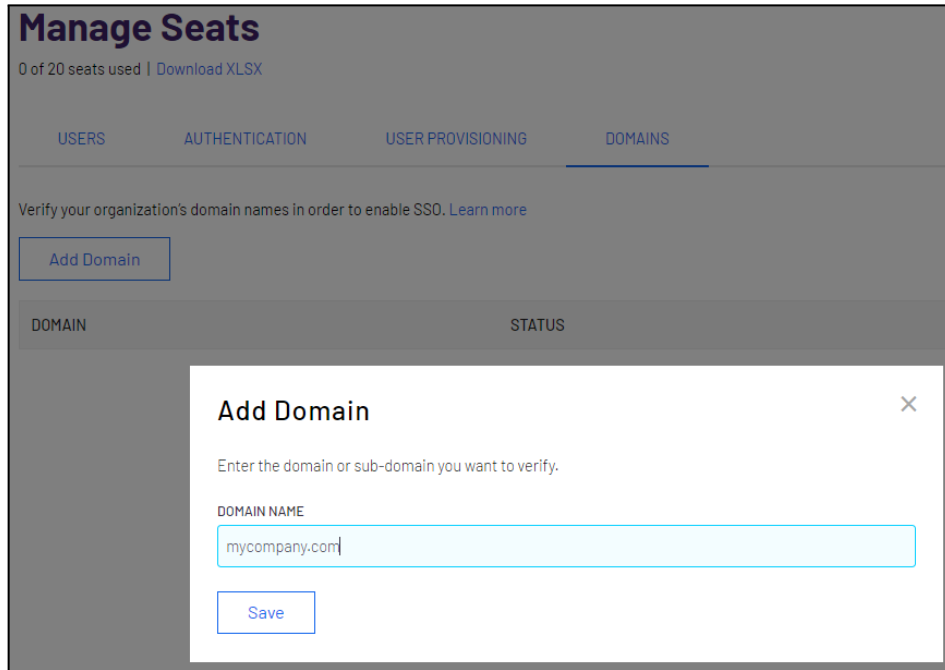 Manage Seats
0 of 20 seats used | Download XLSX
USERS AUTHENTICATION USER PROVISIONING DOMAINS
Verify your organization's domain names in order to enable SSO. Learn more
Add Domain
DOMAIN STATUS
Add Domain
Enter the domain or sub-domain you want to verify.
DOMAIN NAME
mycompany.com
Save